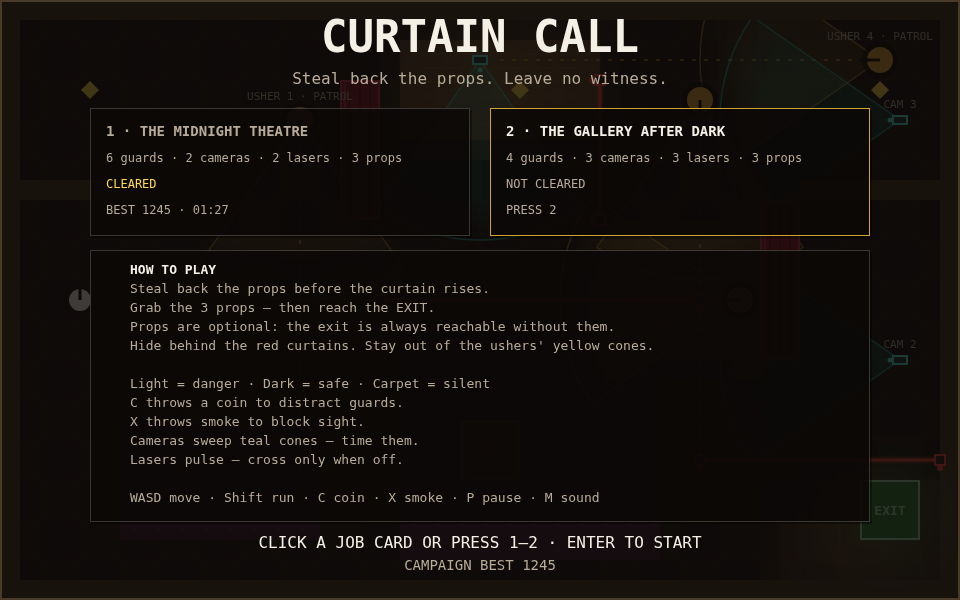 CURTAIN CALL
USHER 4 · PATROL
Steal back the props. Leave no witness.
USHER 1 · PATROL
CAM 3
1 · THE MIDNIGHT THEATRE
6 guards · 2 cameras · 2 lasers · 3 props
CLEARED
BEST 1245 · 01:27
2 · THE GALLERY AFTER DARK
4 guards · 3 cameras · 3 lasers · 3 props
NOT CLEARED
PRESS 2
HOW TO PLAY
Steal back the props before the curtain rises.
Grab the 3 props — then reach the EXIT.
Props are optional: the exit is always reachable without them.
Hide behind the red curtains. Stay out of the ushers' yellow cones.
CAM 2
Light = danger · Dark = safe · Carpet = silent
C throws a coin to distract guards.
X throws smoke to block sight.
Cameras sweep teal cones — time them.
Lasers pulse — cross only when off.
WASD move · Shift run · C coin · X smoke · P pause · M sound
EXIT
CLICK A JOB CARD OR PRESS 1–2 · ENTER TO START
CAMPAIGN BEST 1245